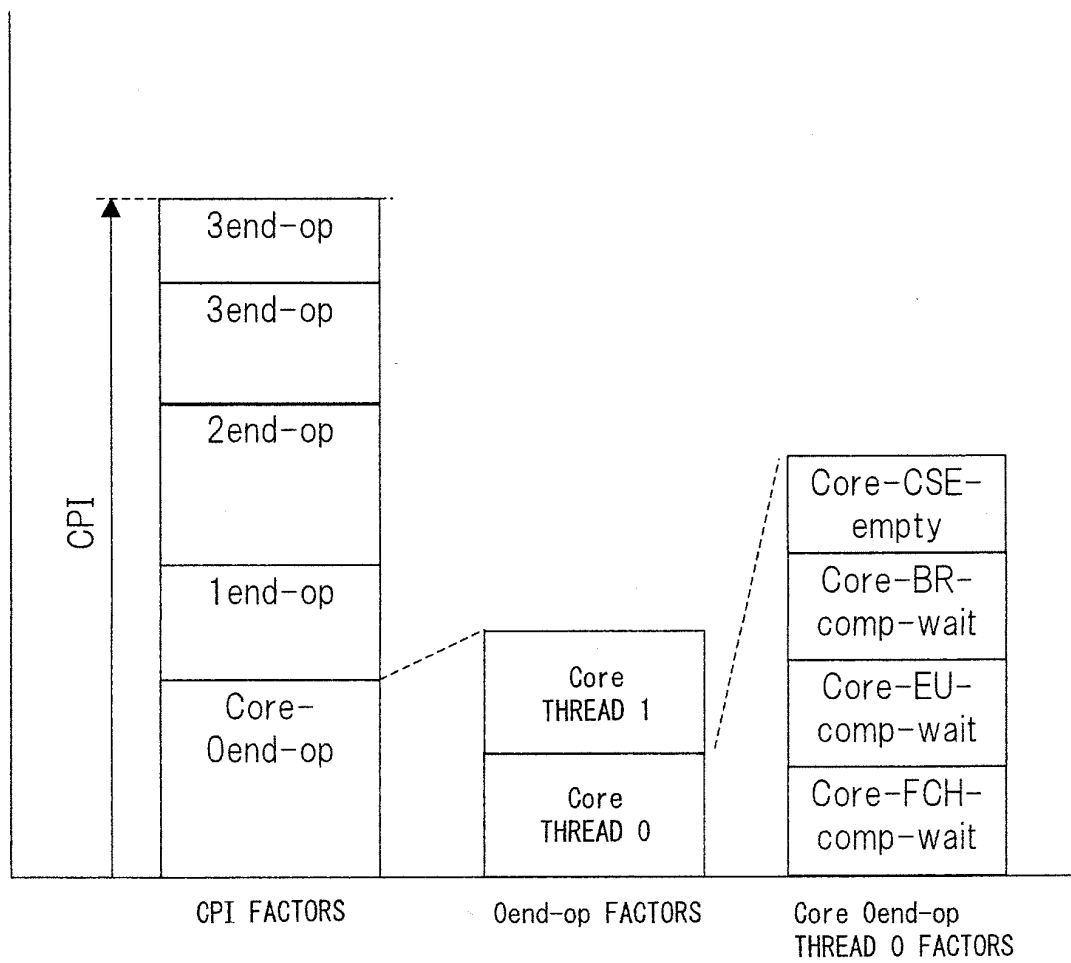 CPI
3end-op
3end-op
2end-op
1end-op
Core-
0end-op
Core
THREAD 1
Core
THREAD 0
Core-CSE-
empty
Core-BR-
comp-wait
Core-EU-
comp-wait
Core-FCH-
comp-wait
CPI FACTORS
0end-op FACTORS
Core 0end-op
THREAD 0 FACTORS